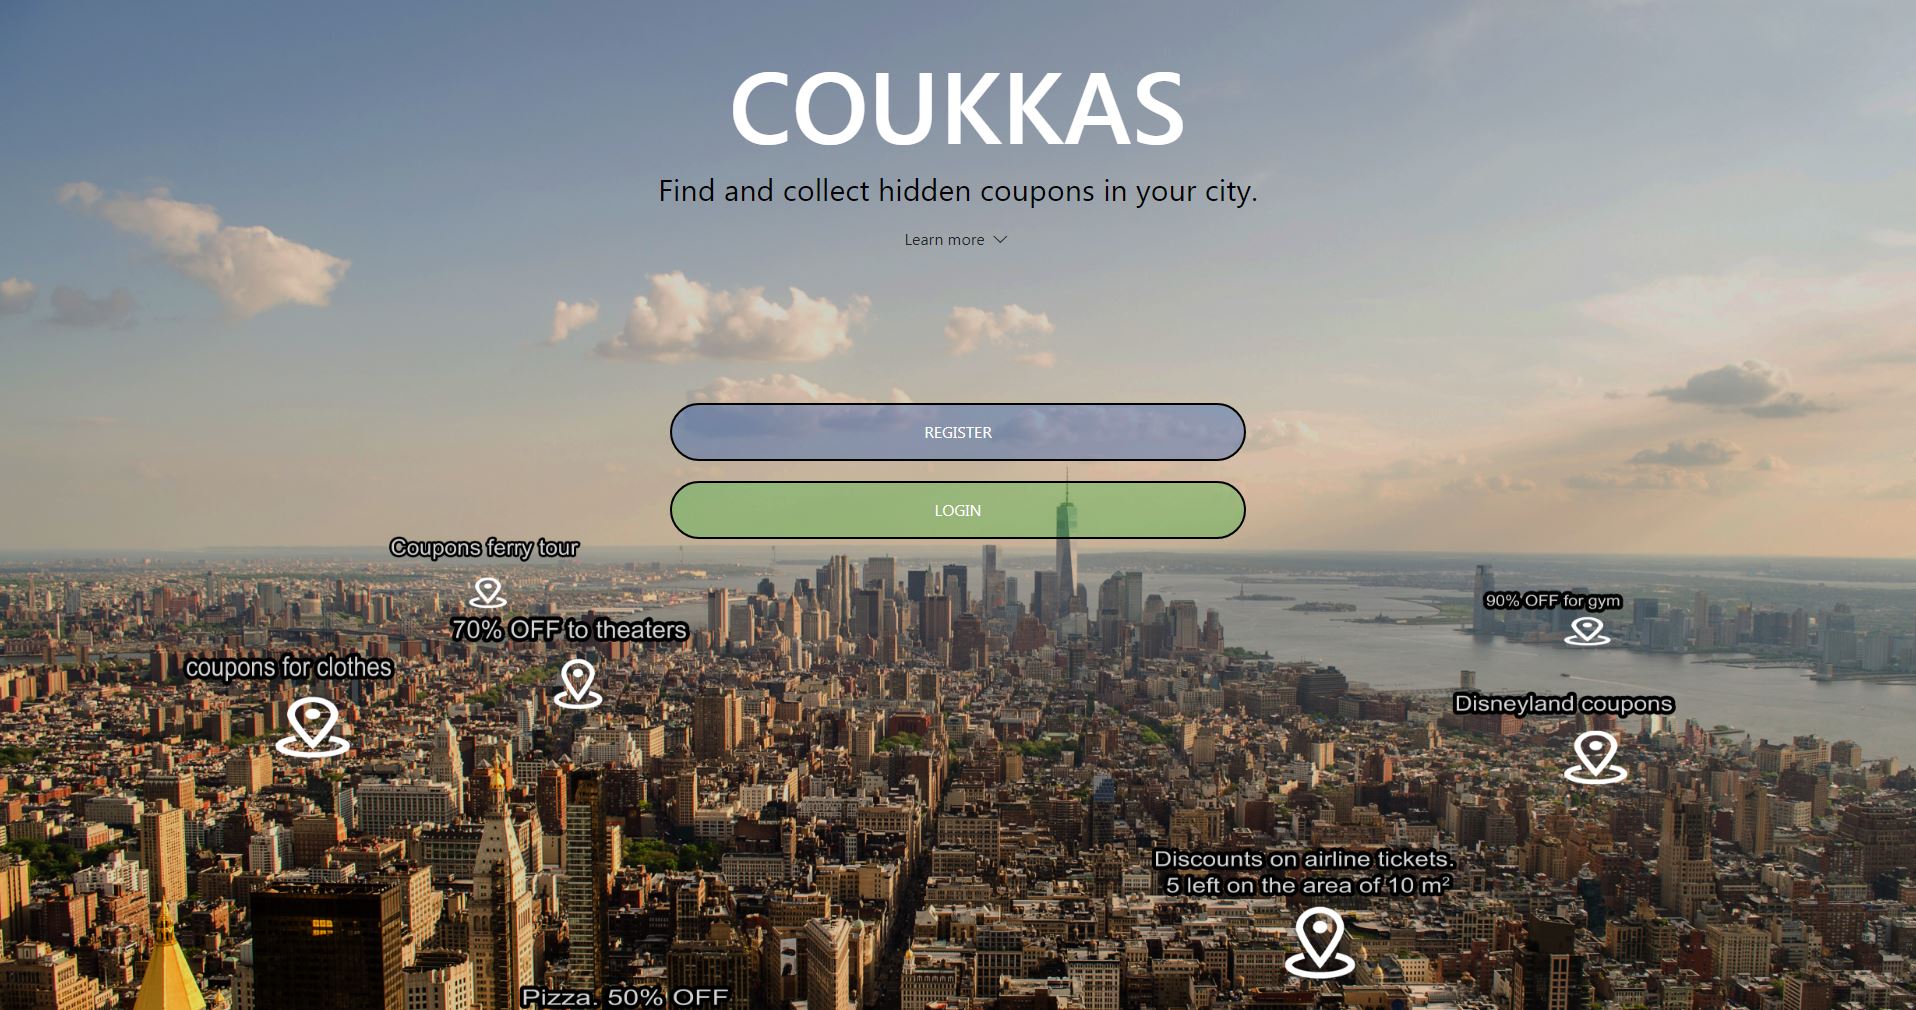 COUKKAS
Find and collect hidden coupons in your city.
Learn more
REGISTER
LOGIN
Coupons ferry tour
90% OFF for gym
70% OFF to theaters
coupons for clothes
Disneyland coupons
Discounts on airline tickets.
5 left on the area of 10 m²
Pizza. 50% OFF